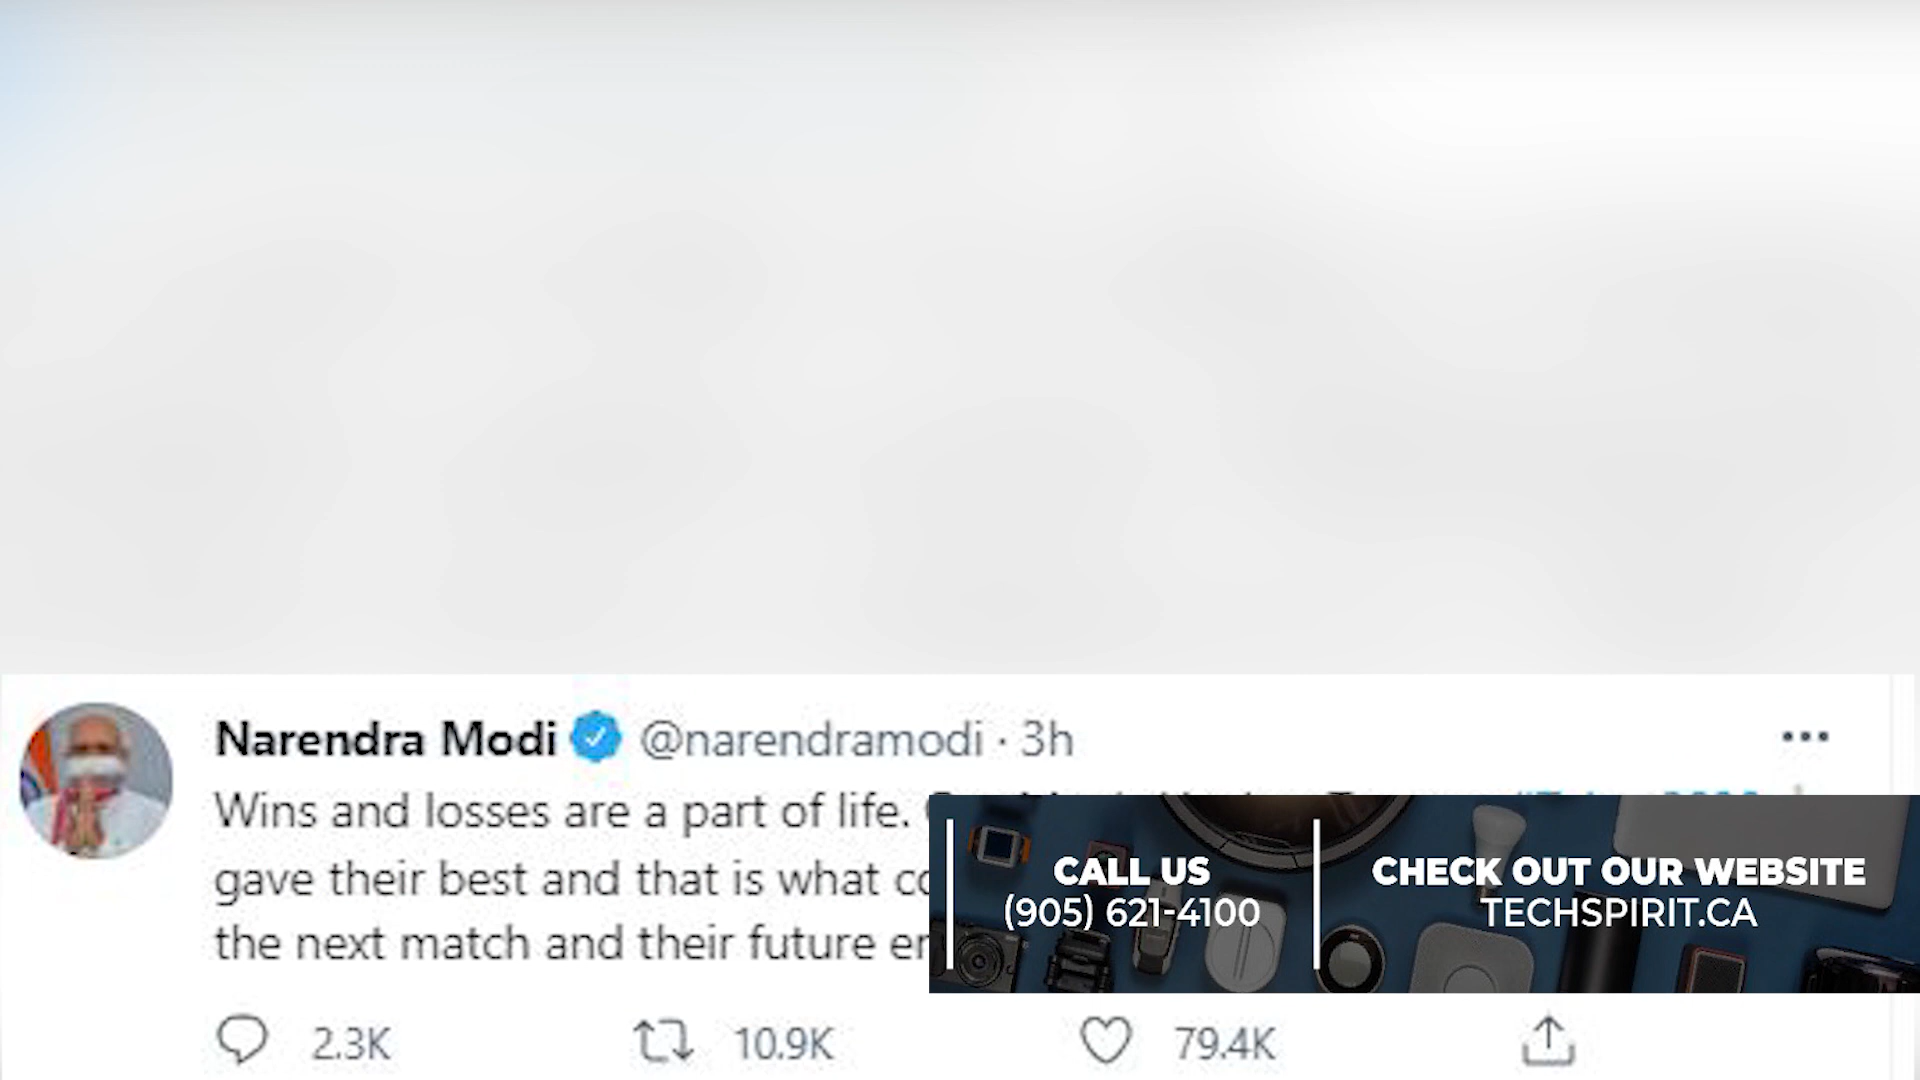 Narendra Modi @narendramodi · 3h
Wins and losses are a part of life.
gave their best and that is what
the next match and their future
2.3K 10.9K 79.4K
CALL US
(905) 621-4100
CHECK OUT OUR WEBSITE
TECHSPIRIT.CA